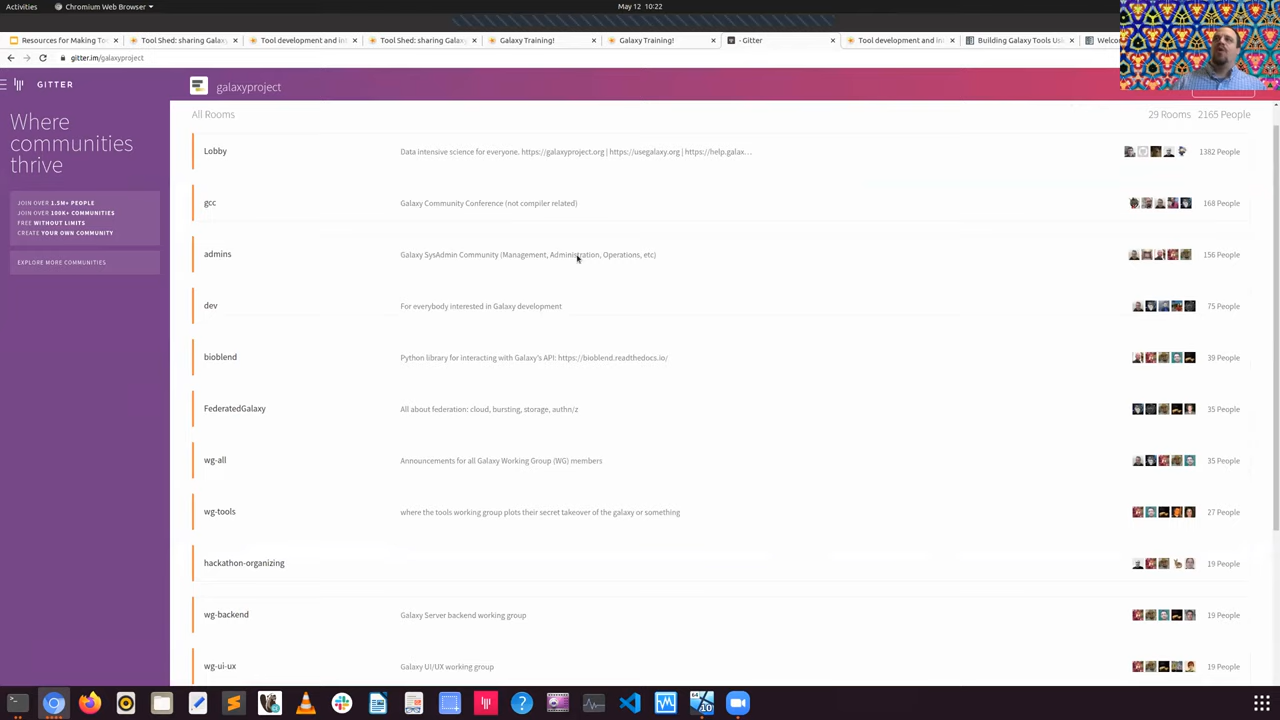 Activities
Chromium Web Browser
May 12 10:22
Resources for Making To
Tool Shed: sharing Galax
Tool development and int
Tool Shed: sharing Galax
Galaxy Training!
Galaxy Training!
- Gitter
Tool development and int
Building Galaxy Tools Us
Welcom
gitter.im/galaxyproject
GITTER
galaxyproject
Where
communities
thrive
JOIN OVER 1.5M+ PEOPLE
JOIN OVER 100K+ COMMUNITIES
FREE WITHOUT LIMITS
CREATE YOUR OWN COMMUNITY
EXPLORE MORE COMMUNITIES
All Rooms
29 Rooms 2165 People
Lobby
Data intensive science for everyone. https://galaxyproject.org | https://usegalaxy.org | https://help.galax...
1382 People
gcc
Galaxy Community Conference (not compiler related)
168 People
admins
Galaxy SysAdmin Community (Management, Administration, Operations, etc)
156 People
dev
For everybody interested in Galaxy development
75 People
bioblend
Python library for interacting with Galaxy's API: https://bioblend.readthedocs.io/
39 People
FederatedGalaxy
All about federation: cloud, bursting, storage, authn/z
35 People
wg-all
Announcements for all Galaxy Working Group (WG) members
35 People
wg-tools
where the tools working group plots their secret takeover of the galaxy or something
27 People
hackathon-organizing
19 People
wg-backend
Galaxy Server backend working group
19 People
wg-ui-ux
Galaxy UI/UX working group
19 People